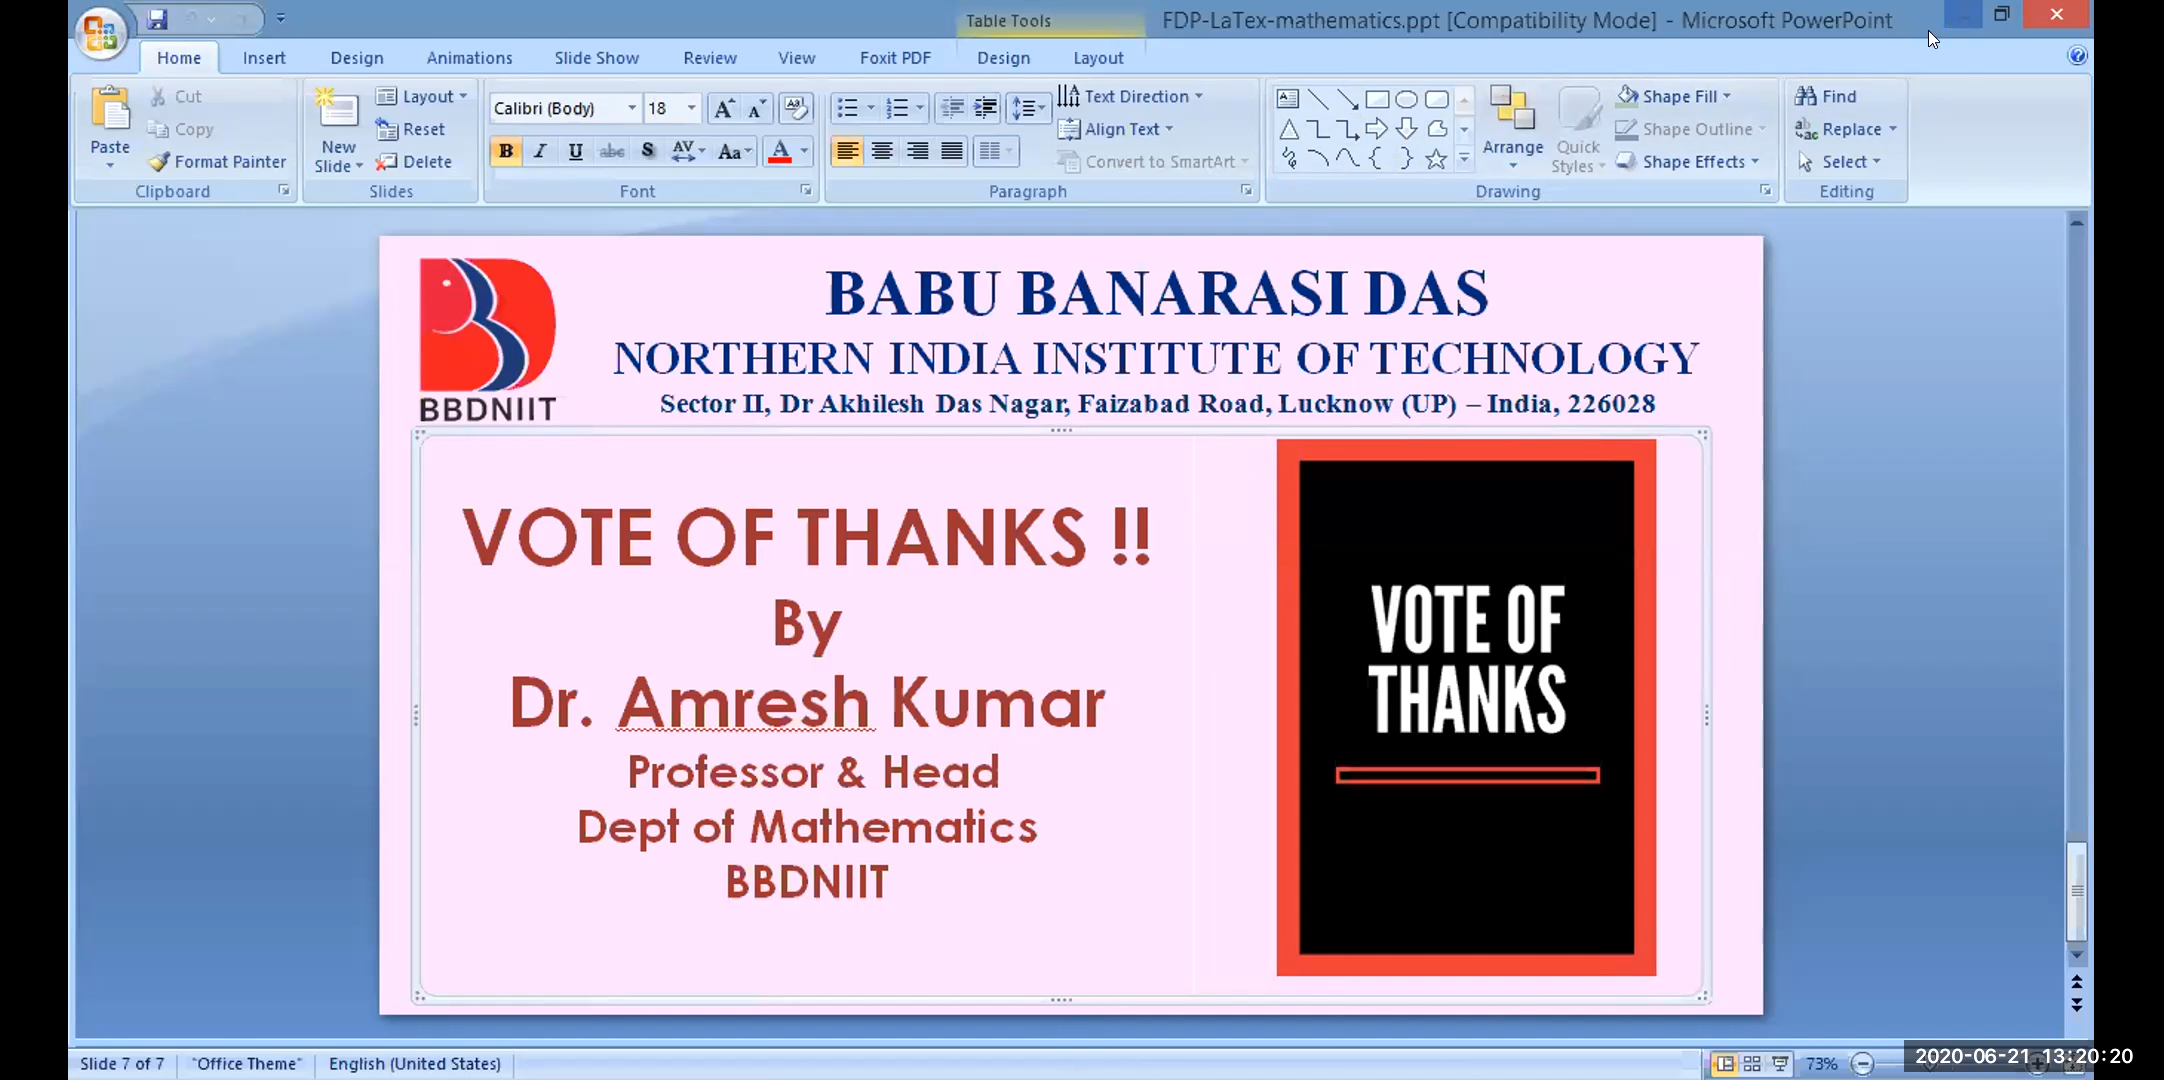 Table Tools
FDP-LaTex-mathematics.ppt [Compatibility Mode] - Microsoft PowerPoint
Home Insert Design Animations Slide Show Review View Foxit PDF Design Layout
Paste
Cut
Copy
Format Painter
Clipboard
New Slide
Layout
Reset
Delete
Slides
Calibri (Body) 18
B I U abc S AV Aa A
Font
Text Direction
Align Text
Convert to SmartArt
Paragraph
Arrange
Quick Styles
Shape Fill
Shape Outline
Shape Effects
Drawing
Find
Replace
Select
Editing
BBDNIIT
BABU BANARASI DAS
NORTHERN INDIA INSTITUTE OF TECHNOLOGY
Sector II, Dr Akhilesh Das Nagar, Faizabad Road, Lucknow (UP) – India, 226028
VOTE OF THANKS !!
By
Dr. Amresh Kumar
Professor & Head
Dept of Mathematics
BBDNIIT
VOTE OF
THANKS
Slide 7 of 7 "Office Theme" English (United States) 73%
2020-06-21 13:20:20